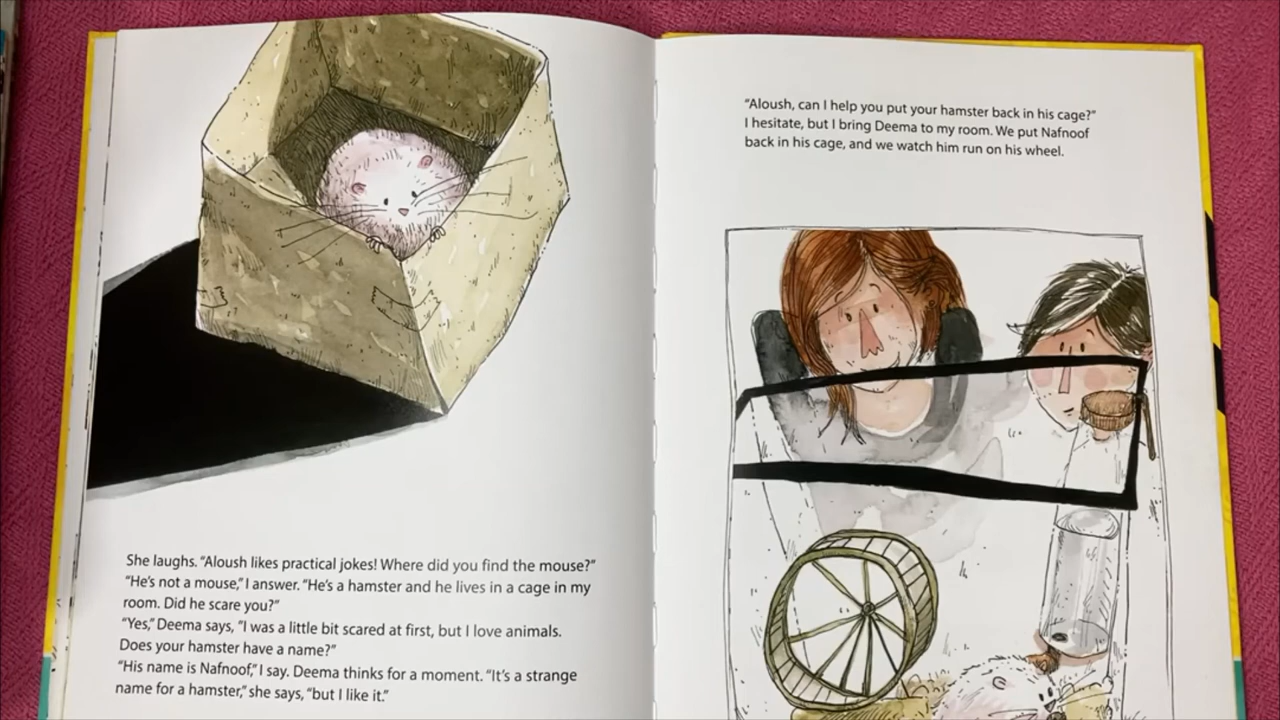 She laughs. "Aloush likes practical jokes! Where did you find the mouse?"
"He's not a mouse," I answer. "He's a hamster and he lives in a cage in my
room. Did he scare you?"
"Yes," Deema says, "I was a little bit scared at first, but I love animals.
Does your hamster have a name?"
"His name is Nafnoof," I say. Deema thinks for a moment. "It's a strange
name for a hamster," she says, "but I like it."
"Aloush, can I help you put your hamster back in his cage?"
I hesitate, but I bring Deema to my room. We put Nafnoof
back in his cage, and we watch him run on his wheel.